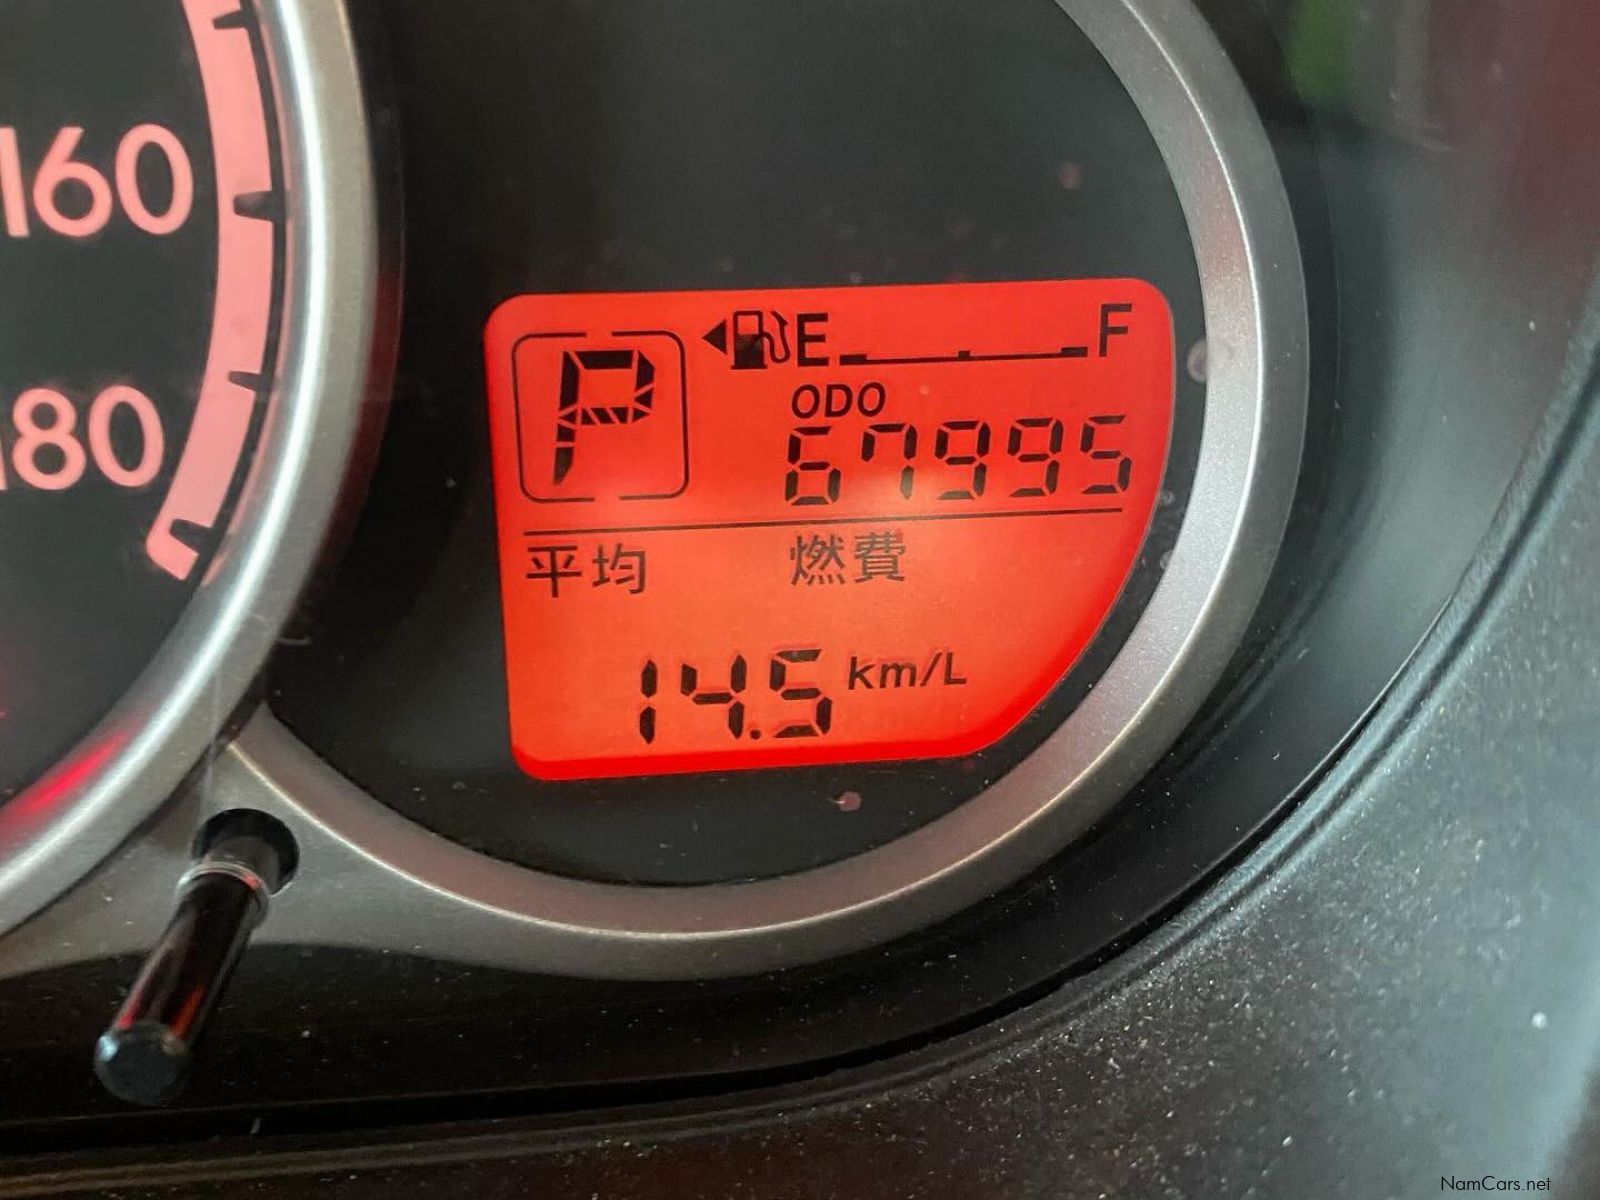 160
180
E F
P
ODO
67995
平均 燃費
14.5 km/L
NamCars.net